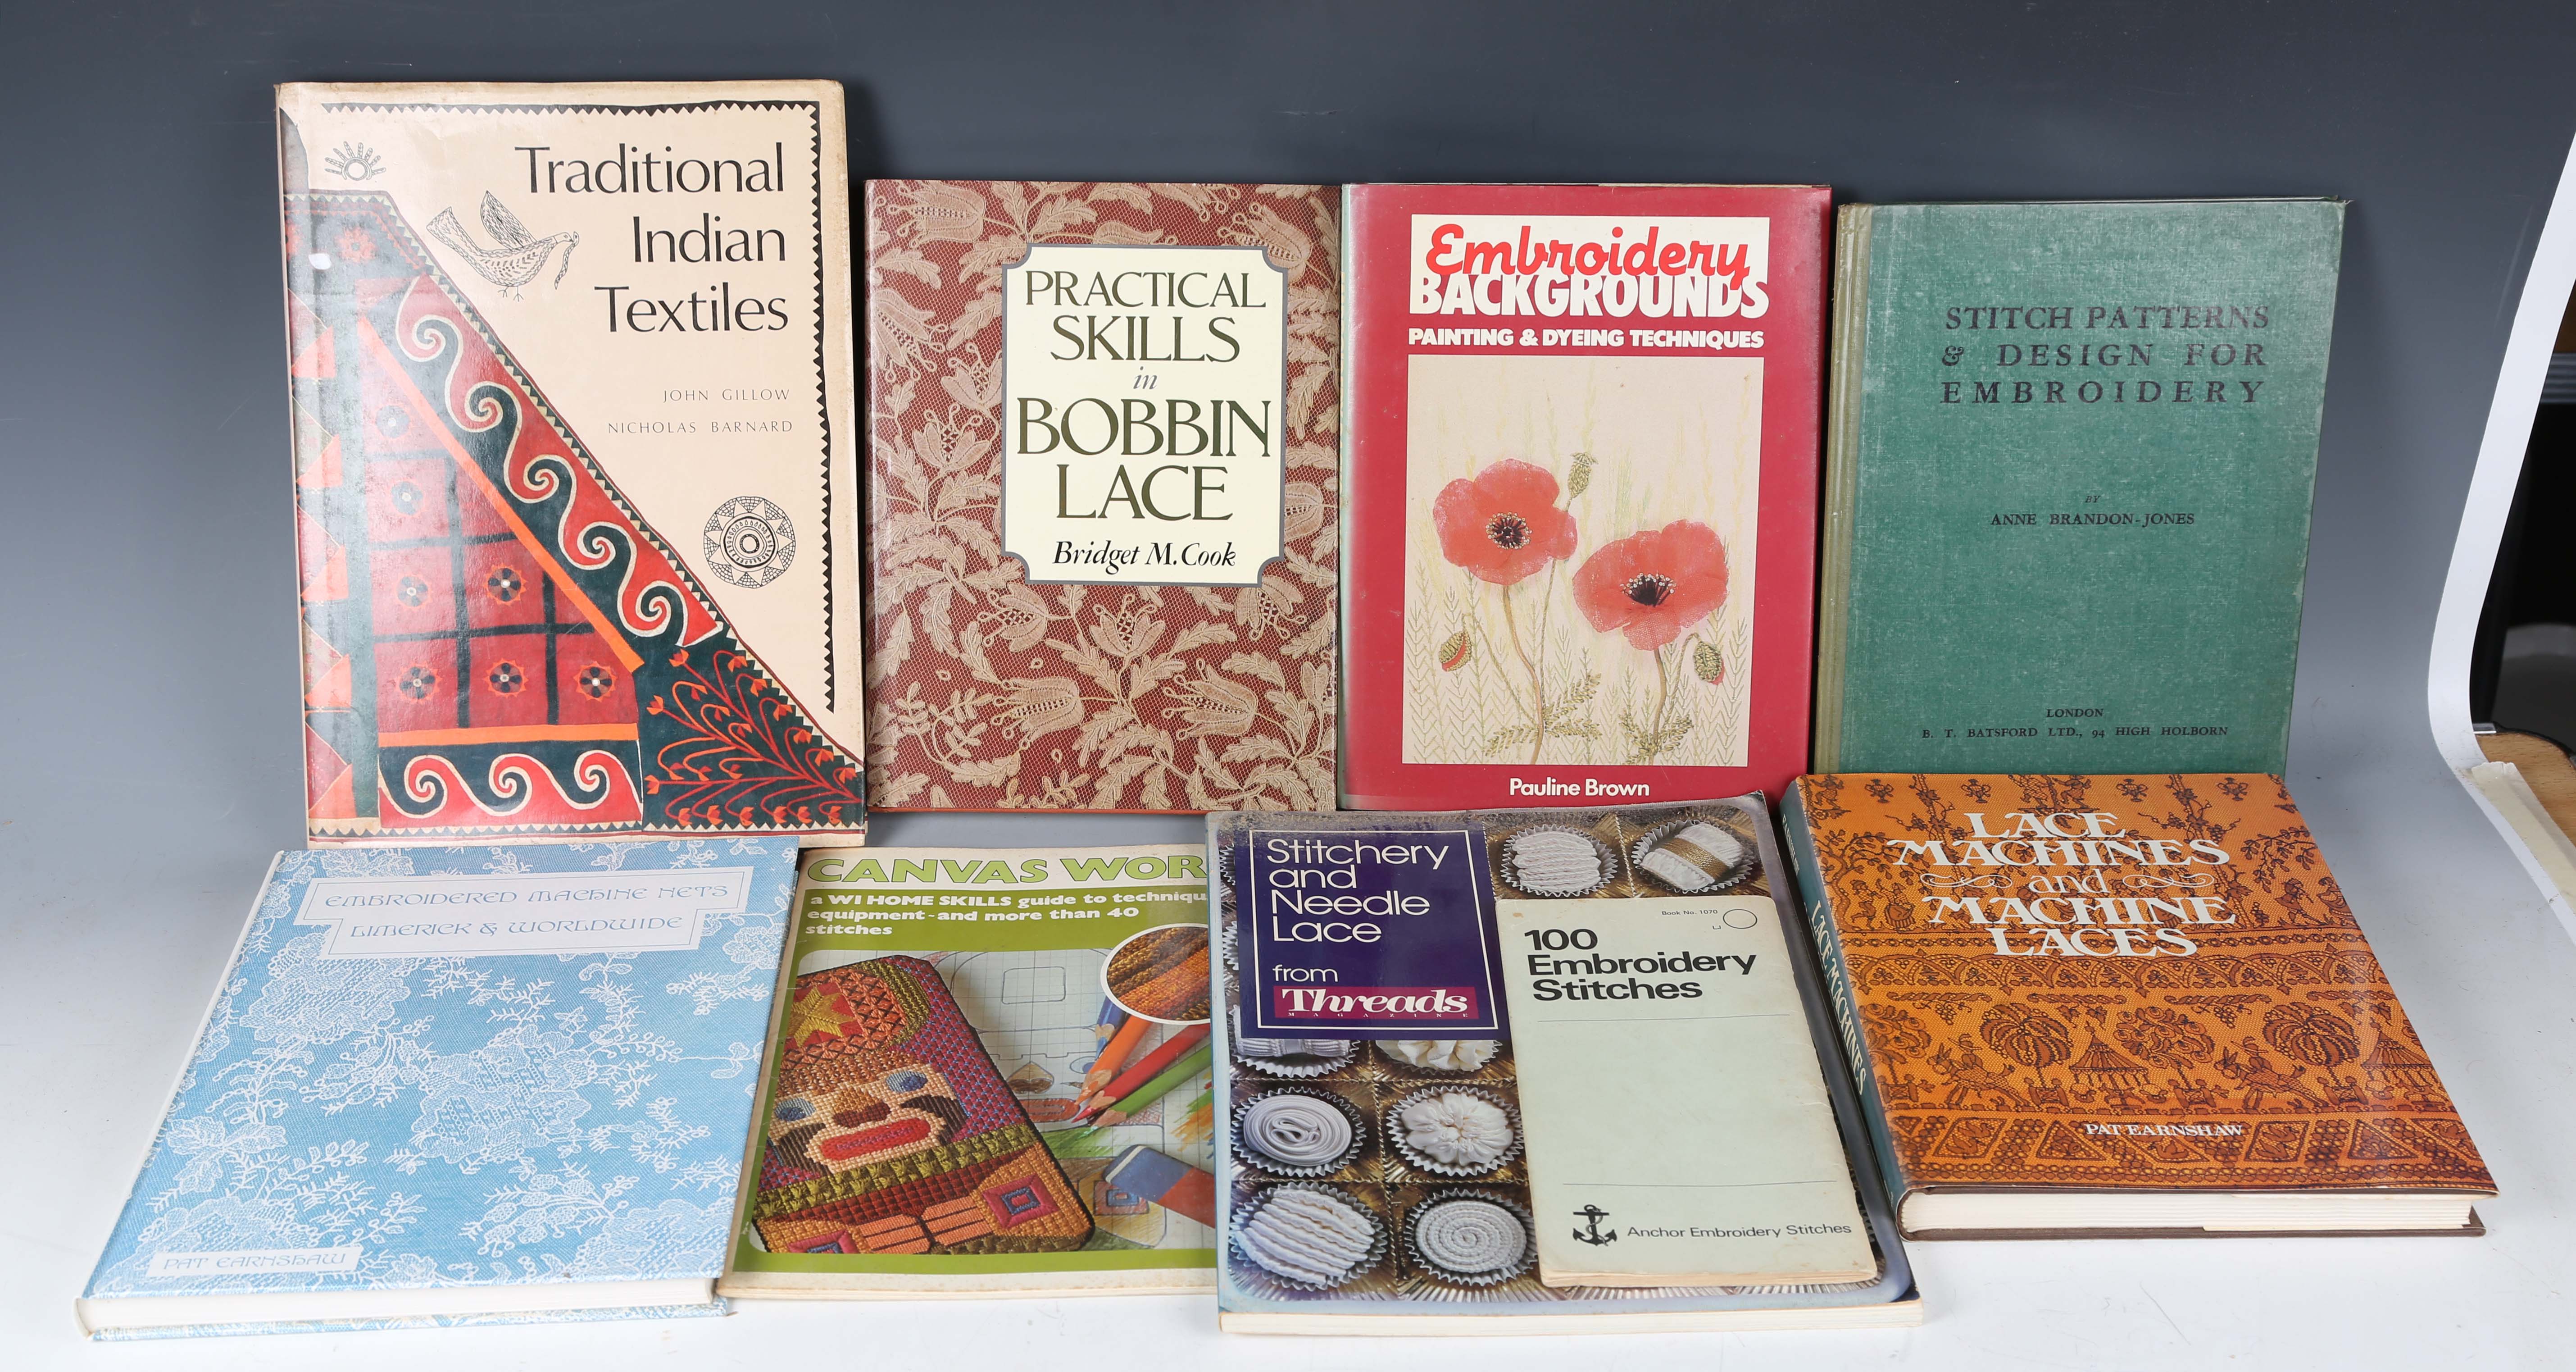 Traditional
Indian
Textiles
JOHN GILLOW
NICHOLAS BARNARD
PRACTICAL
SKILLS
in
BOBBIN
LACE
Bridget M. Cook
Embroidery
BACKGROUNDS
PAINTING & DYEING TECHNIQUES
Pauline Brown
STITCH PATTERNS
& DESIGN FOR
EMBROIDERY
BY
ANNE BRANDON-JONES
LONDON
B. T. BATSFORD LTD., 94 HIGH HOLBORN
EMBROIDERED MACHINE NETS
LIMERICK & WORLDWIDE
PAT EARNSHAW
CANVAS WOR
a WI HOME SKILLS guide to techniqu
equipment-and more than 40
stitches
Stitchery
and
Needle
Lace
from
Threads
MAGAZINE
Book No. 1070
100
Embroidery
Stitches
Anchor Embroidery Stitches
LACE
MACHINES
and
MACHINE
LACES
PAT EARNSHAW
LACE MACHINES